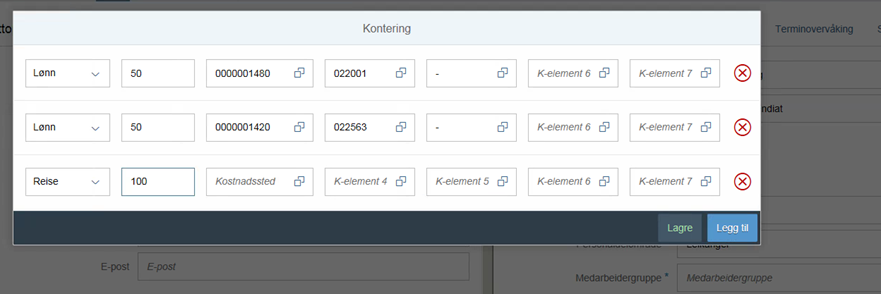 Kontering
Terminovervåking
Lønn 50 0000001480 022001 - K-element 6 K-element 7
Lønn 50 0000001420 022563 - K-element 6 K-element 7
Reise 100 Kostnadssted K-element 4 K-element 5 K-element 6 K-element 7
Lagre Legg til
E-post E-post
Medarbeidergruppe * Medarbeidergruppe